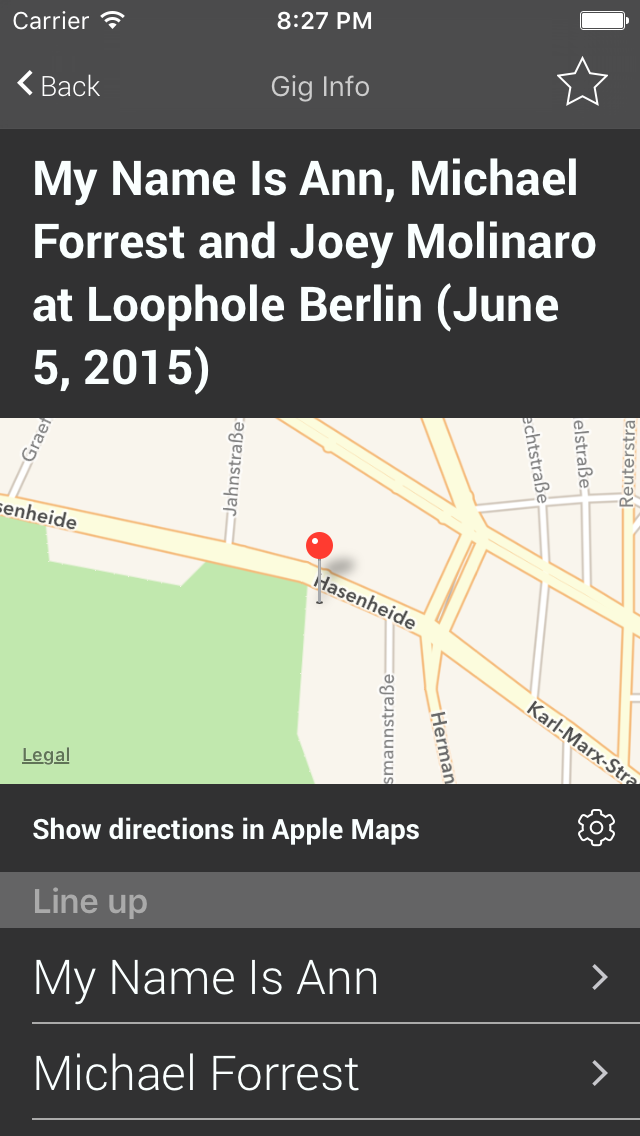 Carrier 8:27 PM
Back Gig Info
My Name Is Ann, Michael
Forrest and Joey Molinaro
at Loophole Berlin (June
5, 2015)
Graef
Jahnstraße
echtstraße
elstraße
Reuterstra
senheide
Hasenheide
smannstraße
Herman
Karl-Marx-Stra
Legal
Show directions in Apple Maps
Line up
My Name Is Ann
Michael Forrest